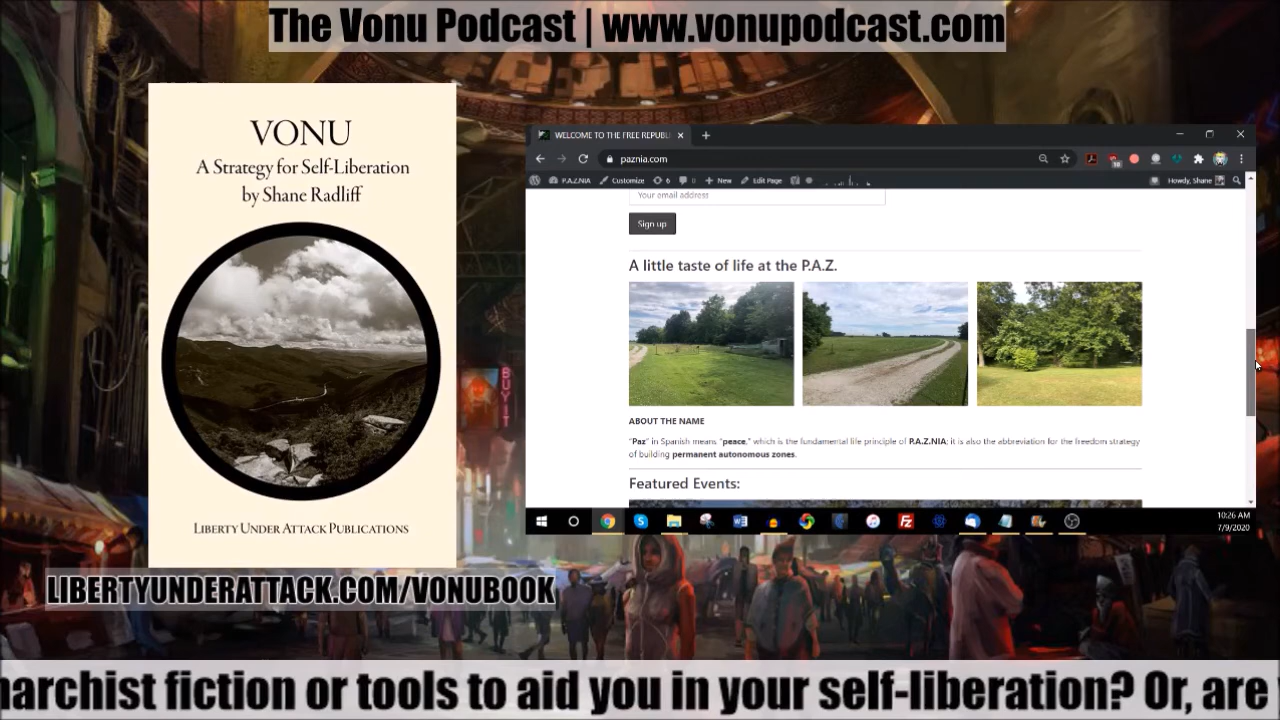 The Vonu Podcast | www.vonupodcast.com
VONU
A Strategy for Self-Liberation
by Shane Radliff
LIBERTY UNDER ATTACK PUBLICATIONS
LIBERTYUNDERATTACK.COM/VONUBOOK
WELCOME TO THE FREE REPUBL
paznia.com
P.A.Z.NIA
Customize
6
0
New
Edit Page
Howdy, Shane
Your email address
Sign up
A little taste of life at the P.A.Z.
ABOUT THE NAME
"Paz" in Spanish means "peace," which is the fundamental life principle of P.A.Z.NIA; it is also the abbreviation for the freedom strategy
of building permanent autonomous zones.
Featured Events:
10:26 AM
7/9/2020
BUY IT
narchist fiction or tools to aid you in your self-liberation? Or, are